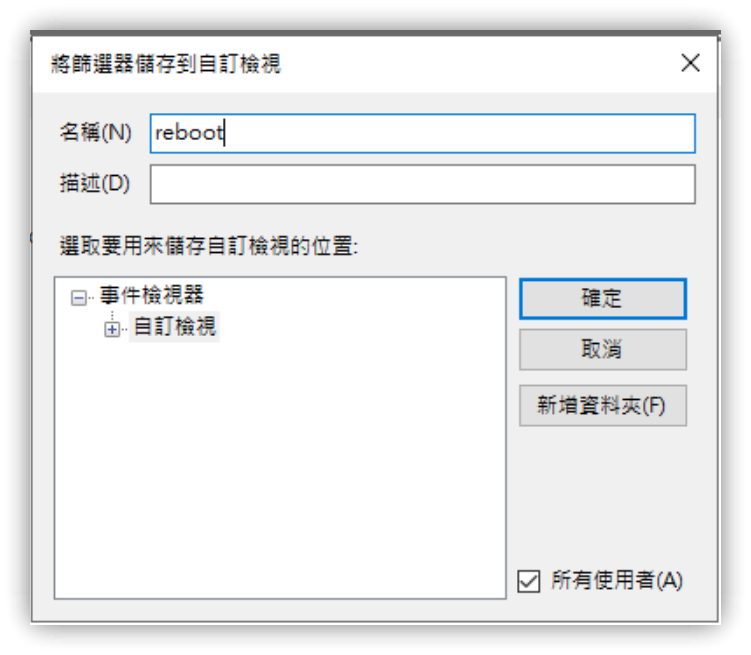 將篩選器儲存到自訂檢視
名稱(N) reboot
描述(D)
選取要用來儲存自訂檢視的位置:
事件檢視器
自訂檢視
確定
取消
新增資料夾(F)
所有使用者(A)